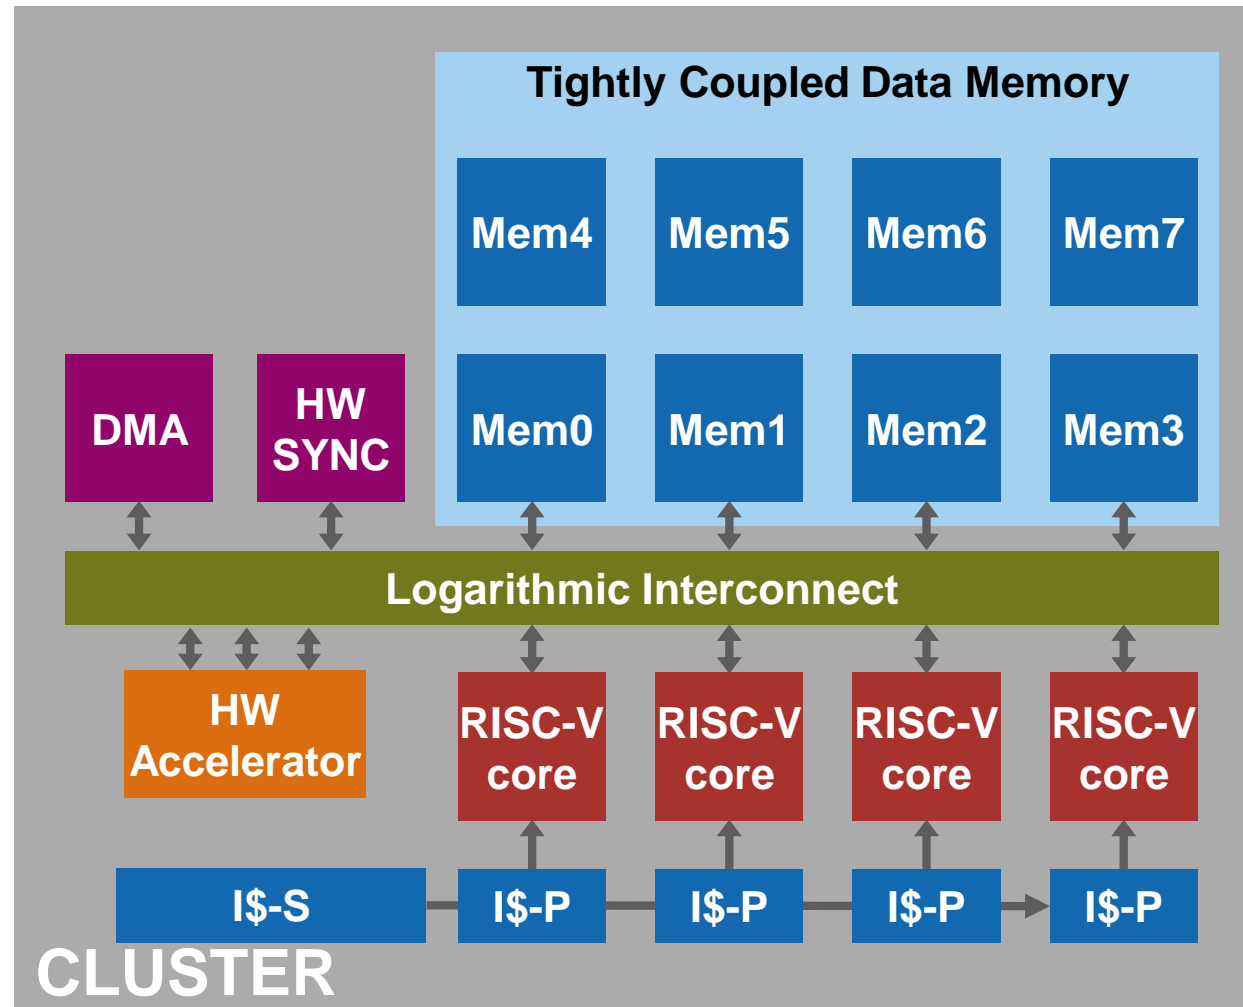 Tightly Coupled Data Memory
Mem4
Mem5
Mem6
Mem7
DMA
HW
SYNC
Mem0
Mem1
Mem2
Mem3
Logarithmic Interconnect
HW
Accelerator
RISC-V
core
RISC-V
core
RISC-V
core
RISC-V
core
I$-S
I$-P
I$-P
I$-P
I$-P
CLUSTER